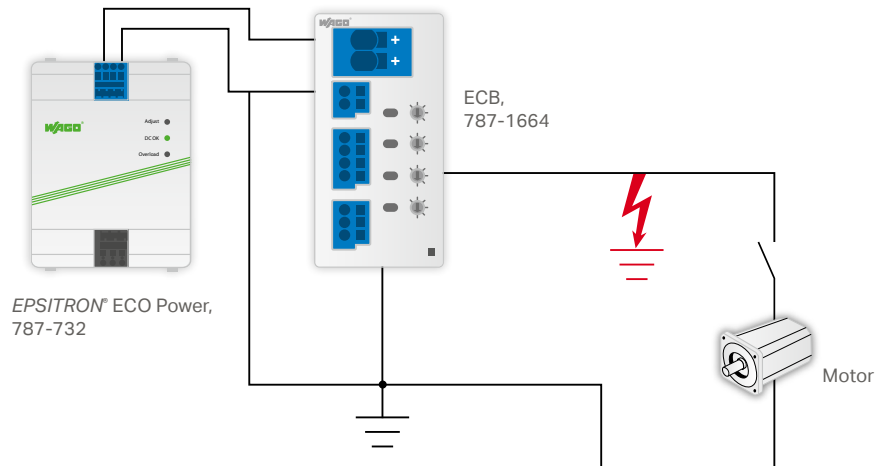 WAGO®
+
+
ECB,
787-1664
WAGO®
Adjust
DC OK
Overload
EPSITRON® ECO Power,
787-732
Motor